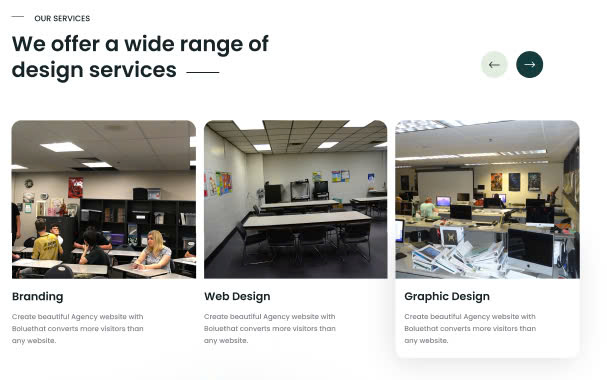 OUR SERVICES
We offer a wide range of
design services
Branding
Create beautiful Agency website with
Boluethat converts more visitors than
any website.
Web Design
Create beautiful Agency website with
Boluethat converts more visitors than
any website.
Graphic Design
Create beautiful Agency website with
Boluethat converts more visitors than
any website.